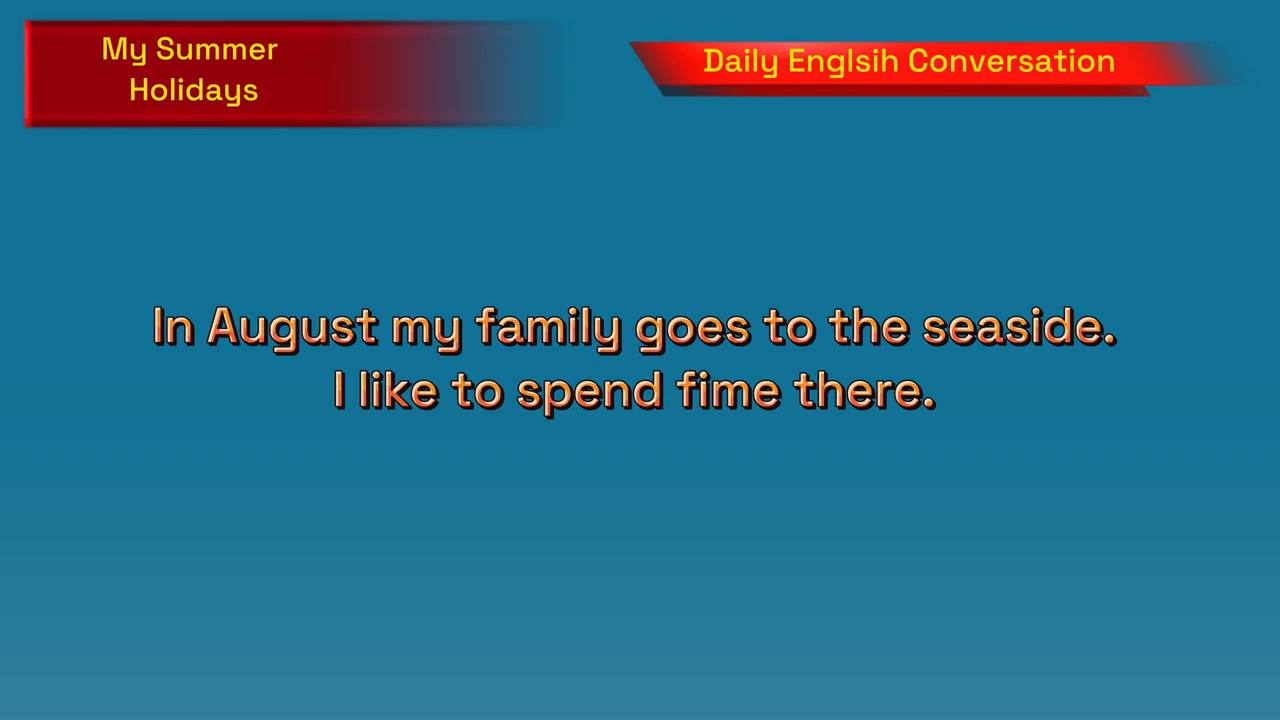 My Summer
Holidays
Daily Englsih Conversation
In August my family goes to the seaside.
I like to spend fime there.